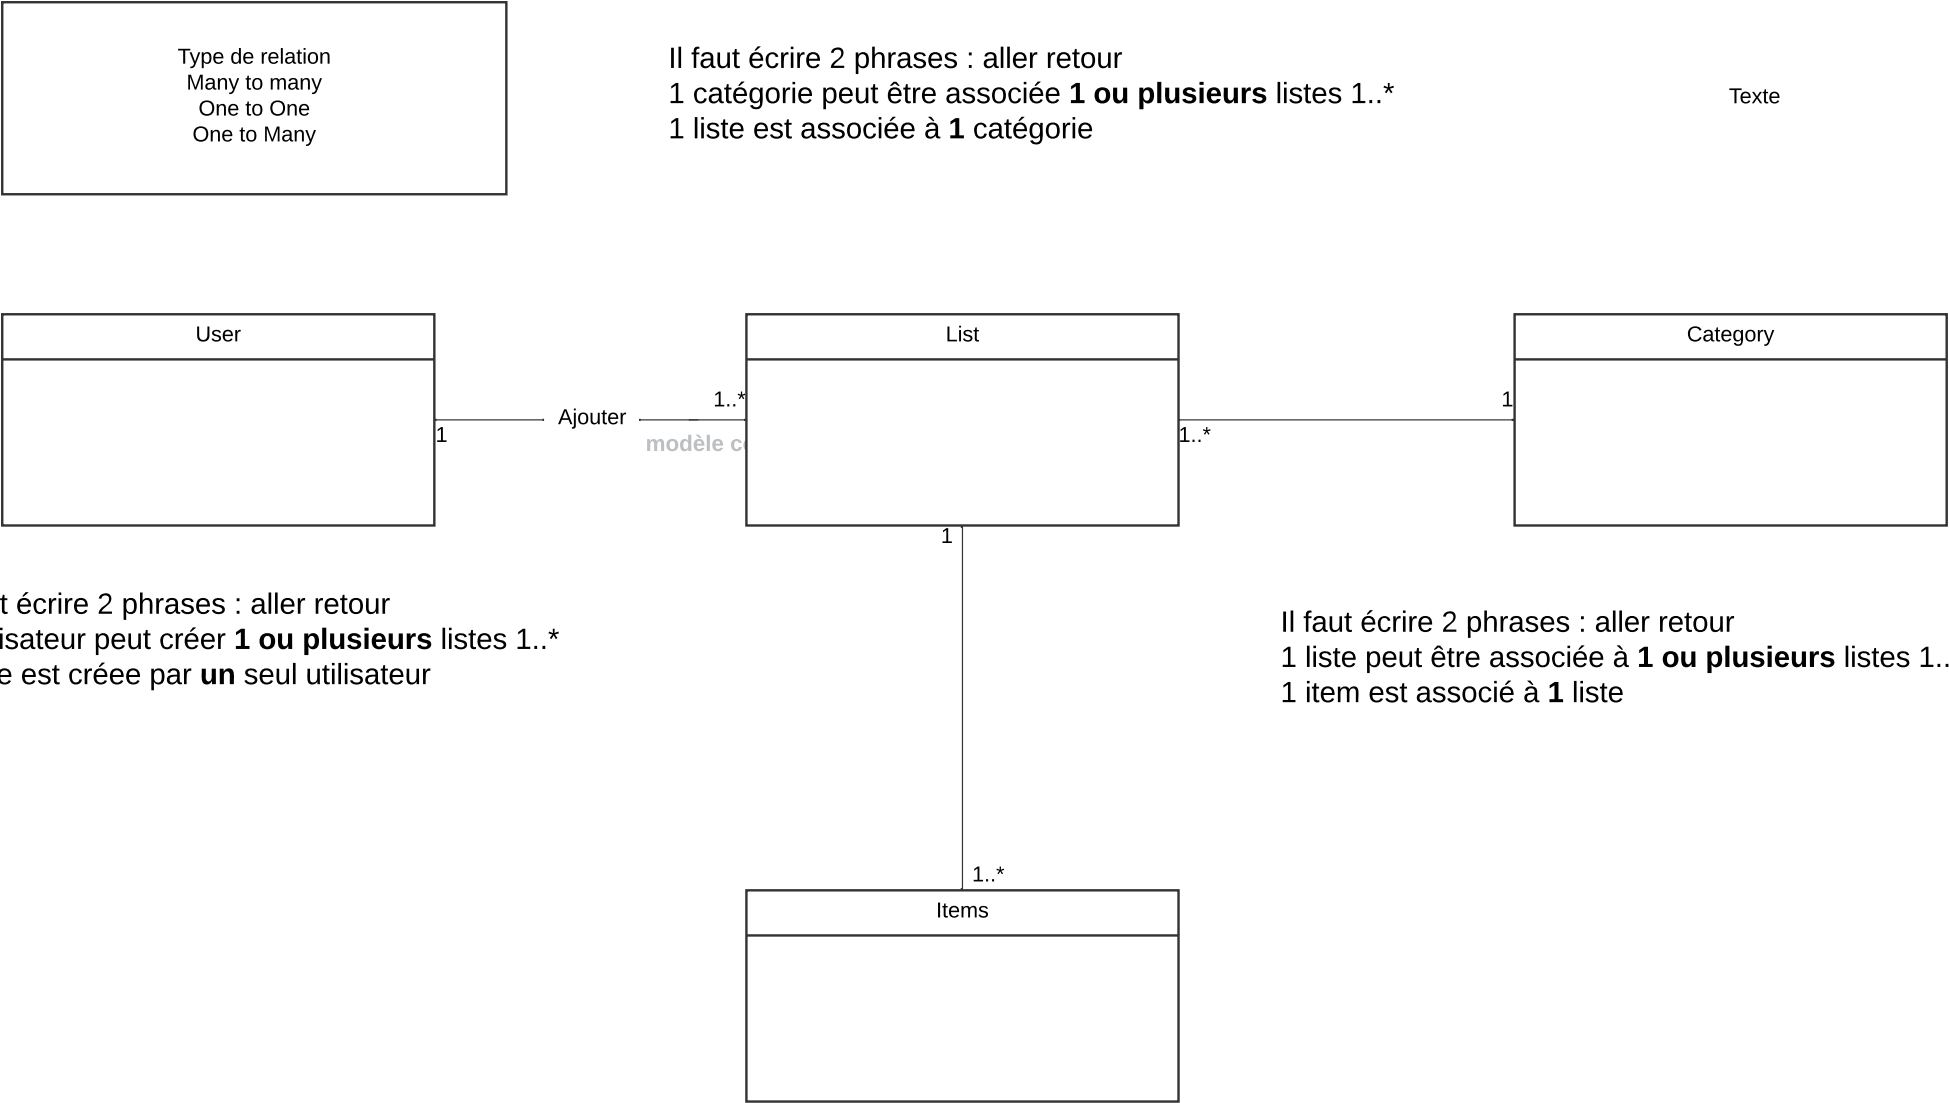 Type de relation
Many to many
One to One
One to Many
Il faut écrire 2 phrases : aller retour
1 catégorie peut être associée 1 ou plusieurs listes 1..*
1 liste est associée à 1 catégorie
Texte
User
List
Category
1
Ajouter
1..*
modèle
1..*
1
1
t écrire 2 phrases : aller retour
lisateur peut créer 1 ou plusieurs listes 1..*
e est créee par un seul utilisateur
Il faut écrire 2 phrases : aller retour
1 liste peut être associée à 1 ou plusieurs listes 1..
1 item est associé à 1 liste
1..*
Items